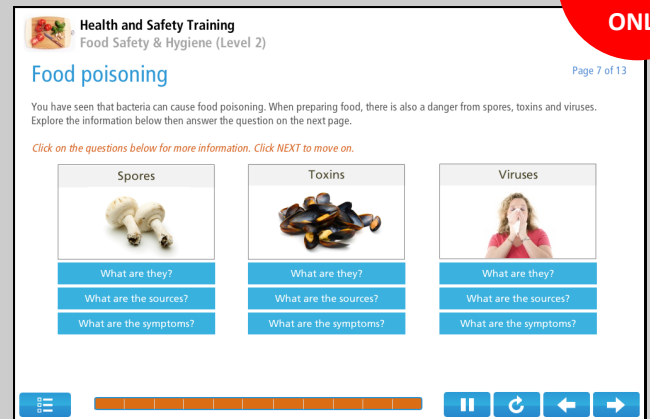 Health and Safety Training
Food Safety & Hygiene (Level 2)
Food poisoning
Page 7 of 13
You have seen that bacteria can cause food poisoning. When preparing food, there is also a danger from spores, toxins and viruses.
Explore the information below then answer the question on the next page.
Click on the questions below for more information. Click NEXT to move on.
Spores
Toxins
Viruses
What are they?
What are they?
What are they?
What are the sources?
What are the sources?
What are the sources?
What are the symptoms?
What are the symptoms?
What are the symptoms?